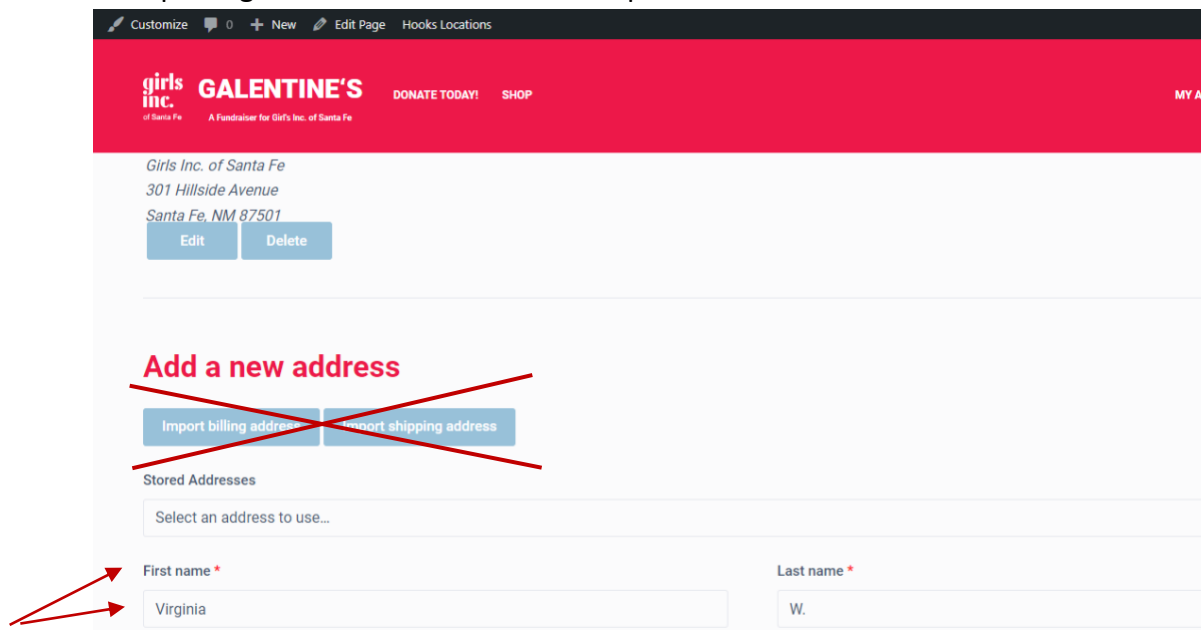 Customize 0 New Edit Page Hooks Locations
girls inc. of Santa Fe
GALENTINE'S
A Fundraiser for Girl's Inc. of Santa Fe
DONATE TODAY! SHOP MY A
Girls Inc. of Santa Fe
301 Hillside Avenue
Santa Fe, NM 87501
Edit Delete
Add a new address
Import billing address Import shipping address
Stored Addresses
Select an address to use...
First name * Last name *
Virginia W.